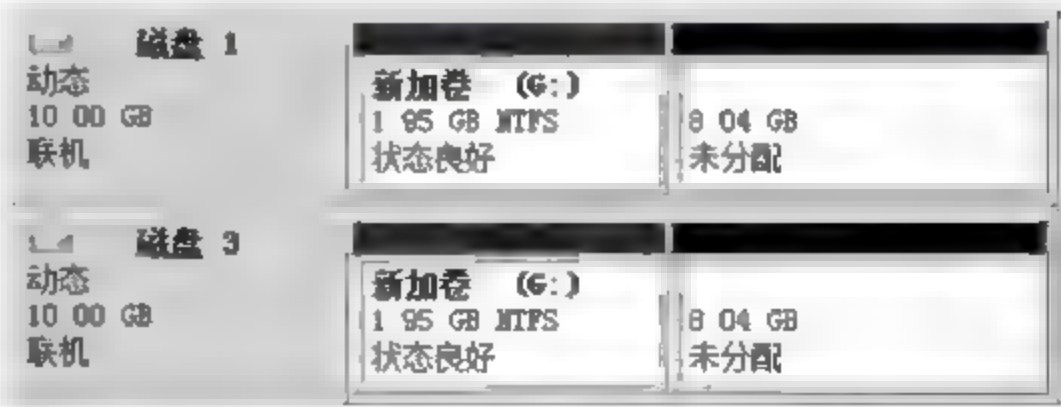 磁盘 1
动态
10 00 GB
联机
新加卷 (G:)
1 95 GB NTFS
状态良好
8 04 GB
未分配
磁盘 3
动态
10 00 GB
联机
新加卷 (G:)
1 95 GB NTFS
状态良好
8 04 GB
未分配